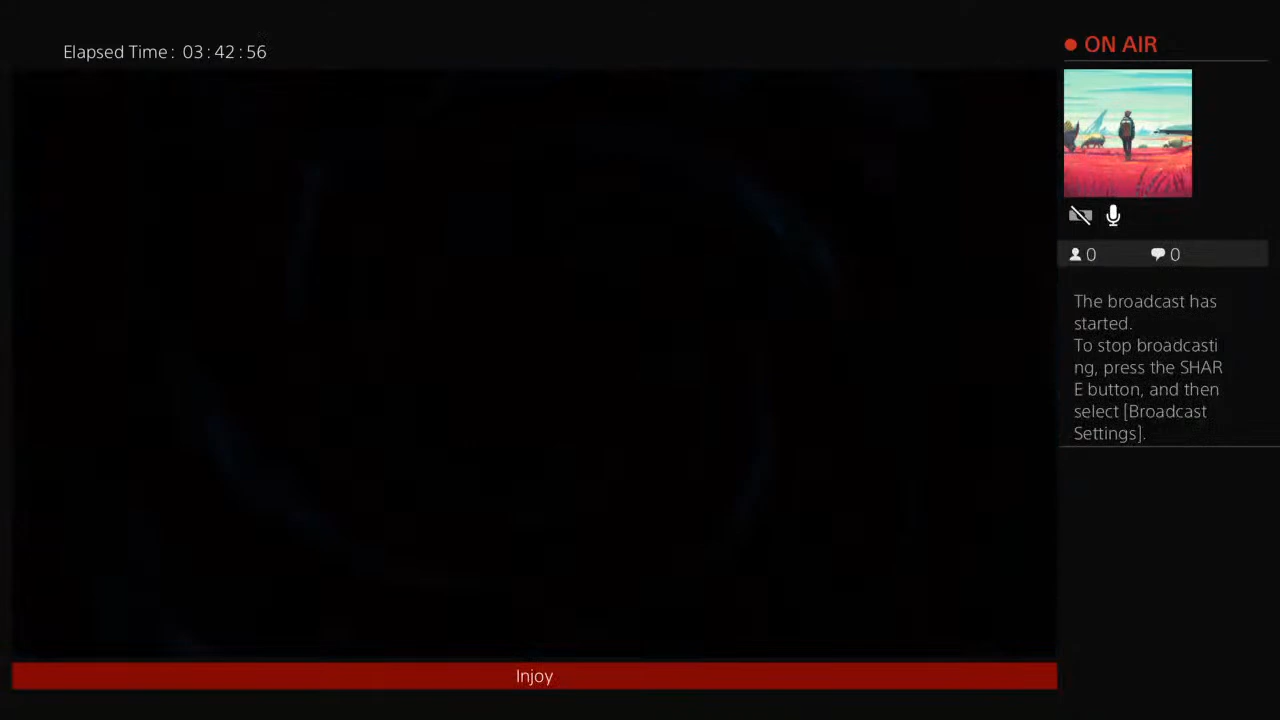 Elapsed Time: 03:42:56
ON AIR
0 0
The broadcast has
started.
To stop broadcasti
ng, press the SHAR
E button, and then
select [Broadcast
Settings].
Injoy